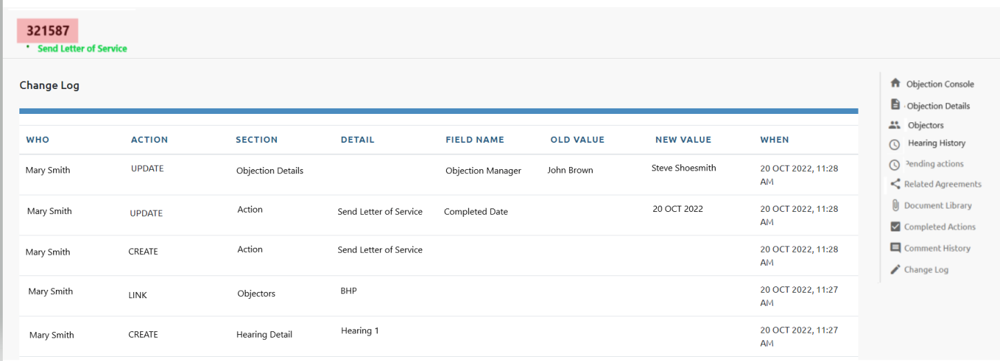 321587
Send Letter of Service
Change Log
WHO ACTION SECTION DETAIL FIELD NAME OLD VALUE NEW VALUE WHEN
Mary Smith UPDATE Objection Details Objection Manager John Brown Steve Shoesmith 20 OCT 2022, 11:28
AM
Mary Smith UPDATE Action Send Letter of Service Completed Date 20 OCT 2022 20 OCT 2022, 11:28
AM
Mary Smith CREATE Action Send Letter of Service 20 OCT 2022, 11:28
AM
Mary Smith LINK Objectors BHP 20 OCT 2022, 11:27
AM
Mary Smith CREATE Hearing Detail Hearing 1 20 OCT 2022, 11:27
AM
Objection Console
Objection Details
Objectors
Hearing History
Pending actions
Related Agreements
Document Library
Completed Actions
Comment History
Change Log